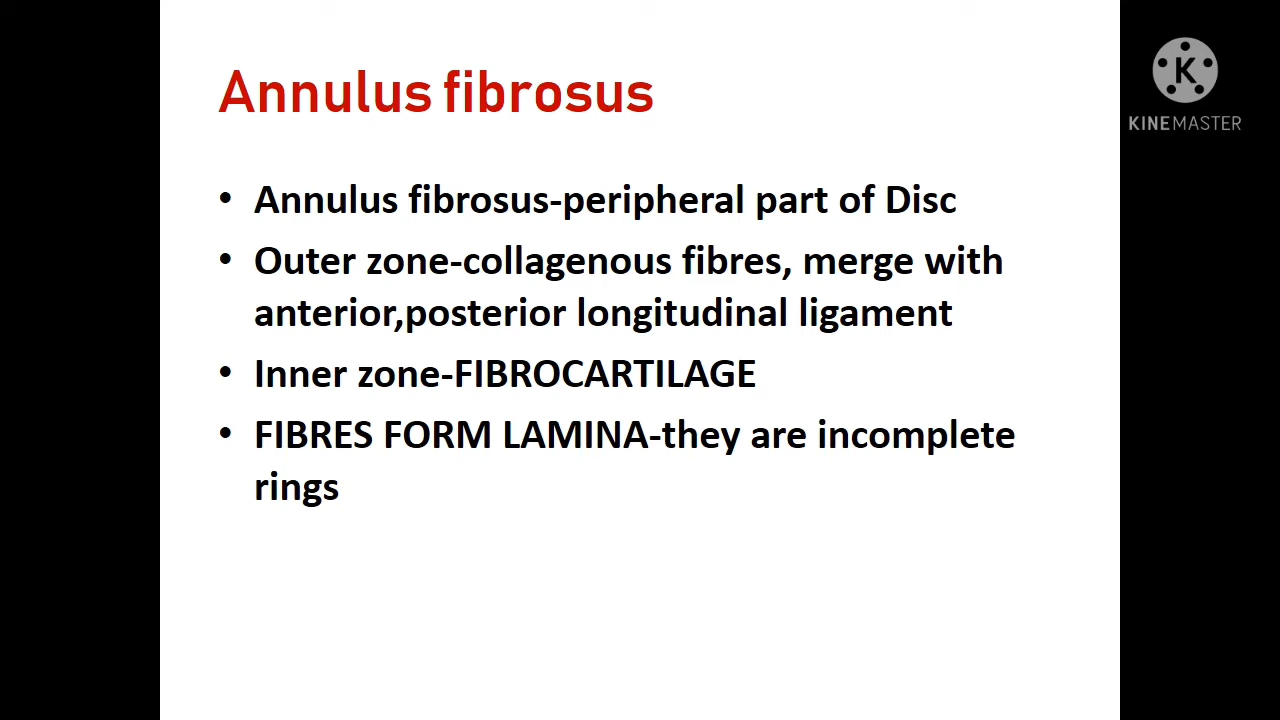 Annulus fibrosus
K
KINEMASTER
• Annulus fibrosus-peripheral part of Disc
• Outer zone-collagenous fibres, merge with
anterior,posterior longitudinal ligament
• Inner zone-FIBROCARTILAGE
• FIBRES FORM LAMINA-they are incomplete
rings